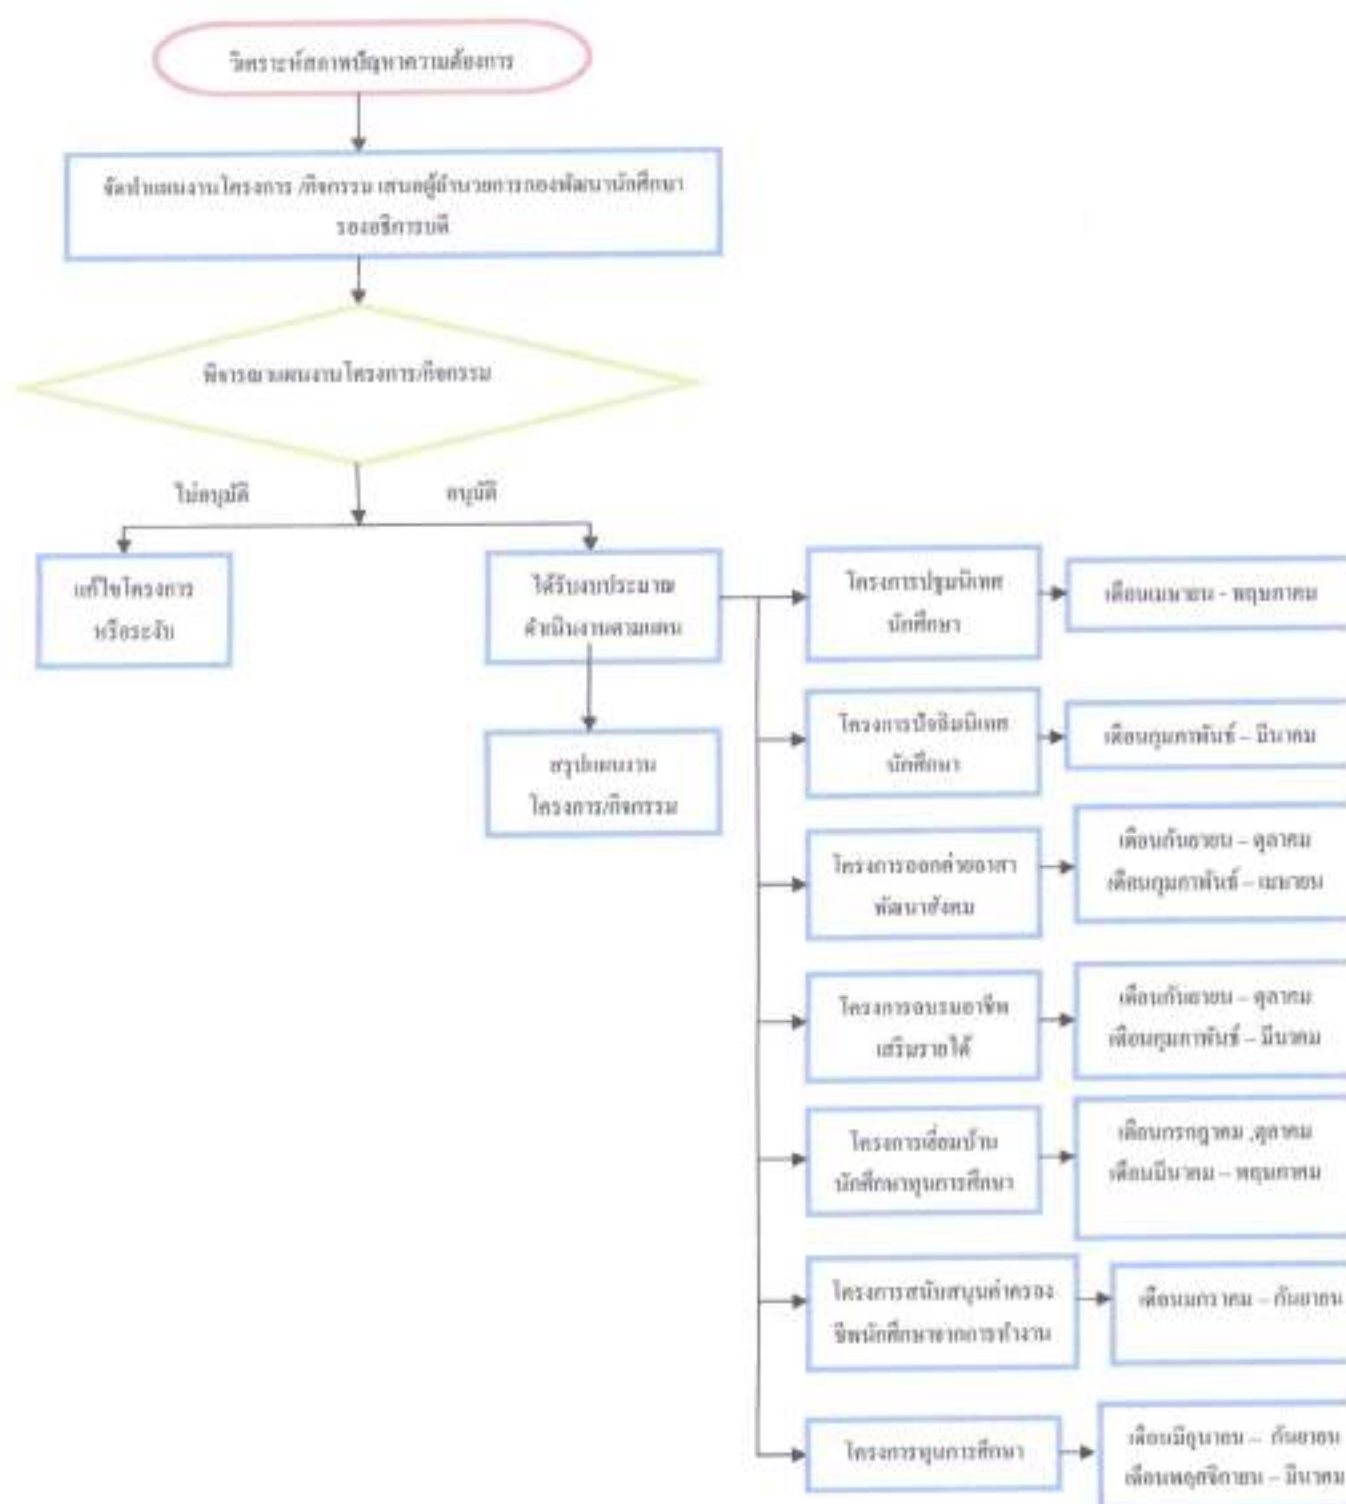 วิเคราะห์สภาพปัญหาความต้องการ
จัดทำแผนงานโครงการ /กิจกรรม เสนอผู้อำนวยการกองพัฒนานักศึกษา
รองอธิการบดี
พิจารณาแผนงานโครงการ/กิจกรรม
ไม่อนุมัติ
อนุมัติ
แก้ไขโครงการ
หรือระงับ
ได้รับงบประมาณ
ดำเนินงานตามแผน
สรุปแผนงาน
โครงการ/กิจกรรม
โครงการปฐมนิเทศ
นักศึกษา
เดือนเมษายน - พฤษภาคม
โครงการปัจฉิมนิเทศ
นักศึกษา
เดือนกุมภาพันธ์ – มีนาคม
โครงการออกค่ายอาสา
พัฒนาสังคม
เดือนกันยายน – ตุลาคม
เดือนกุมภาพันธ์ – เมษายน
โครงการอบรมอาชีพ
เสริมรายได้
เดือนกันยายน – ตุลาคม
เดือนกุมภาพันธ์ – มีนาคม
โครงการเยี่ยมบ้าน
นักศึกษาทุนการศึกษา
เดือนกรกฎาคม ,ตุลาคม
เดือนมีนาคม – พฤษภาคม
โครงการสนับสนุนค่าครอง
ชีพนักศึกษาจากการทำงาน
เดือนมกราคม – กันยายน
โครงการทุนการศึกษา
เดือนมิถุนายน – กันยายน
เดือนพฤศจิกายน – มีนาคม